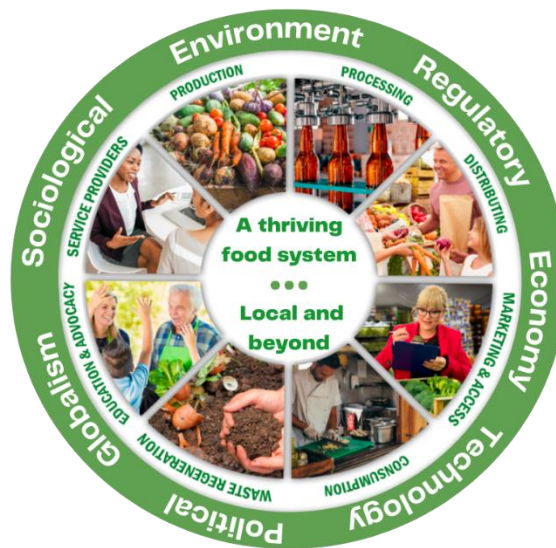 Environment
Regulatory
Economy
Technology
Political
Globalism
Sociological
PRODUCTION
PROCESSING
DISTRIBUTING
MARKETING & ACCESS
CONSUMPTION
WASTE REGENERATION
EDUCATION & ADVOCACY
SERVICE PROVIDERS
A thriving
food system
•••
Local and
beyond